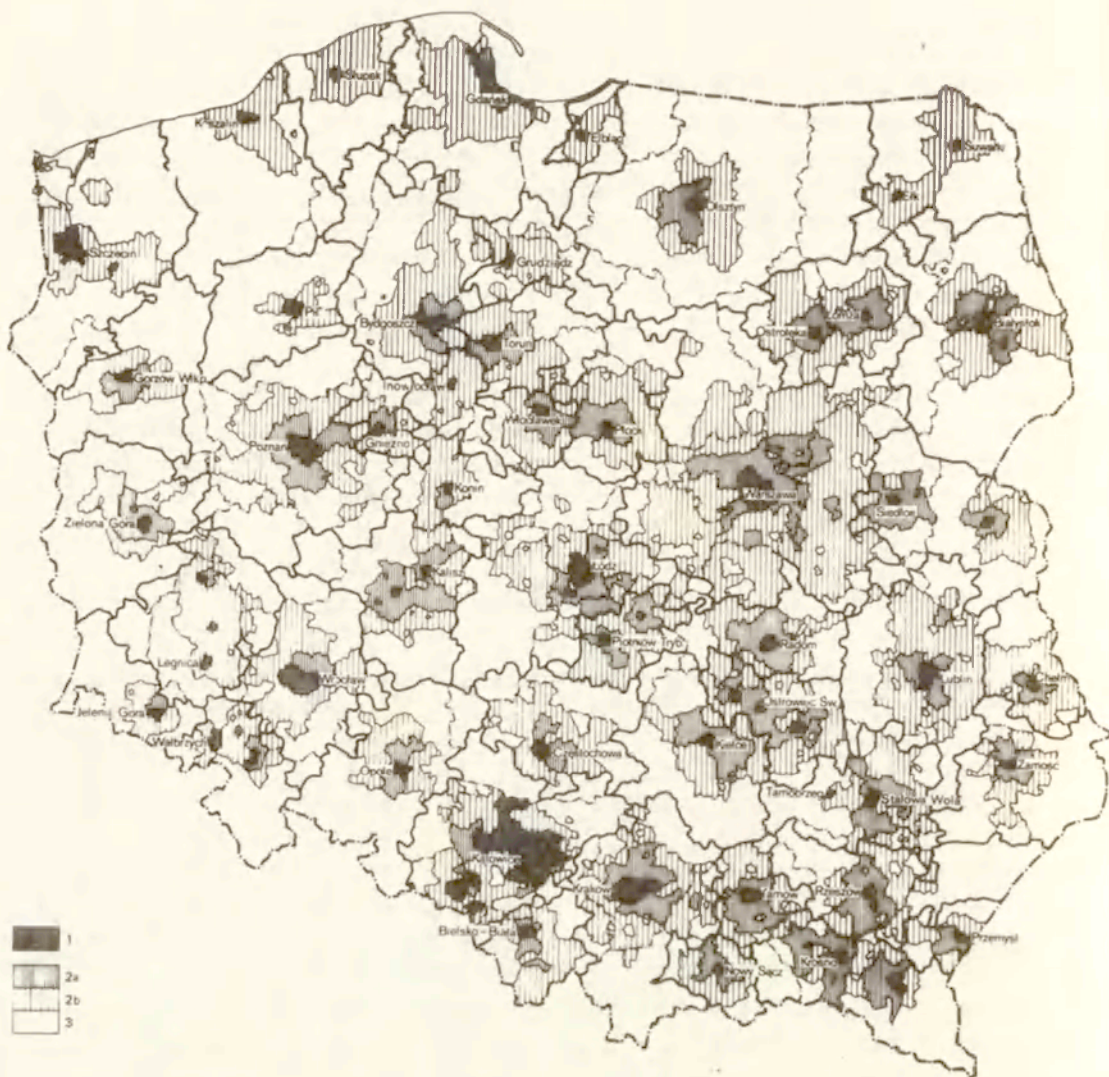 Słupsk
Gdańsk
Koszalin
Elbląg
Suwałki
Ełk
Olsztyn
Szczecin
Grudziądz
Bydgoszcz
Toruń
Ostrołęka
Łomża
Białystok
Gorzów Wlkp.
Inowrocław
Włocławek
Płock
Poznań
Gniezno
Konin
Warszawa
Siedlce
Zielona Góra
Kalisz
Łódź
Piotrków Tryb.
Radom
Legnica
Wrocław
Lublin
Chełm
Jelenia Góra
Wałbrzych
Ostrowiec Św.
Kielce
Częstochowa
Opole
Zamość
Tarnobrzeg
Stalowa Wola
Katowice
Kraków
Tarnów
Rzeszów
Bielsko-Biała
Przemyśl
Krosno
Nowy Sącz
1
2a
2b
3